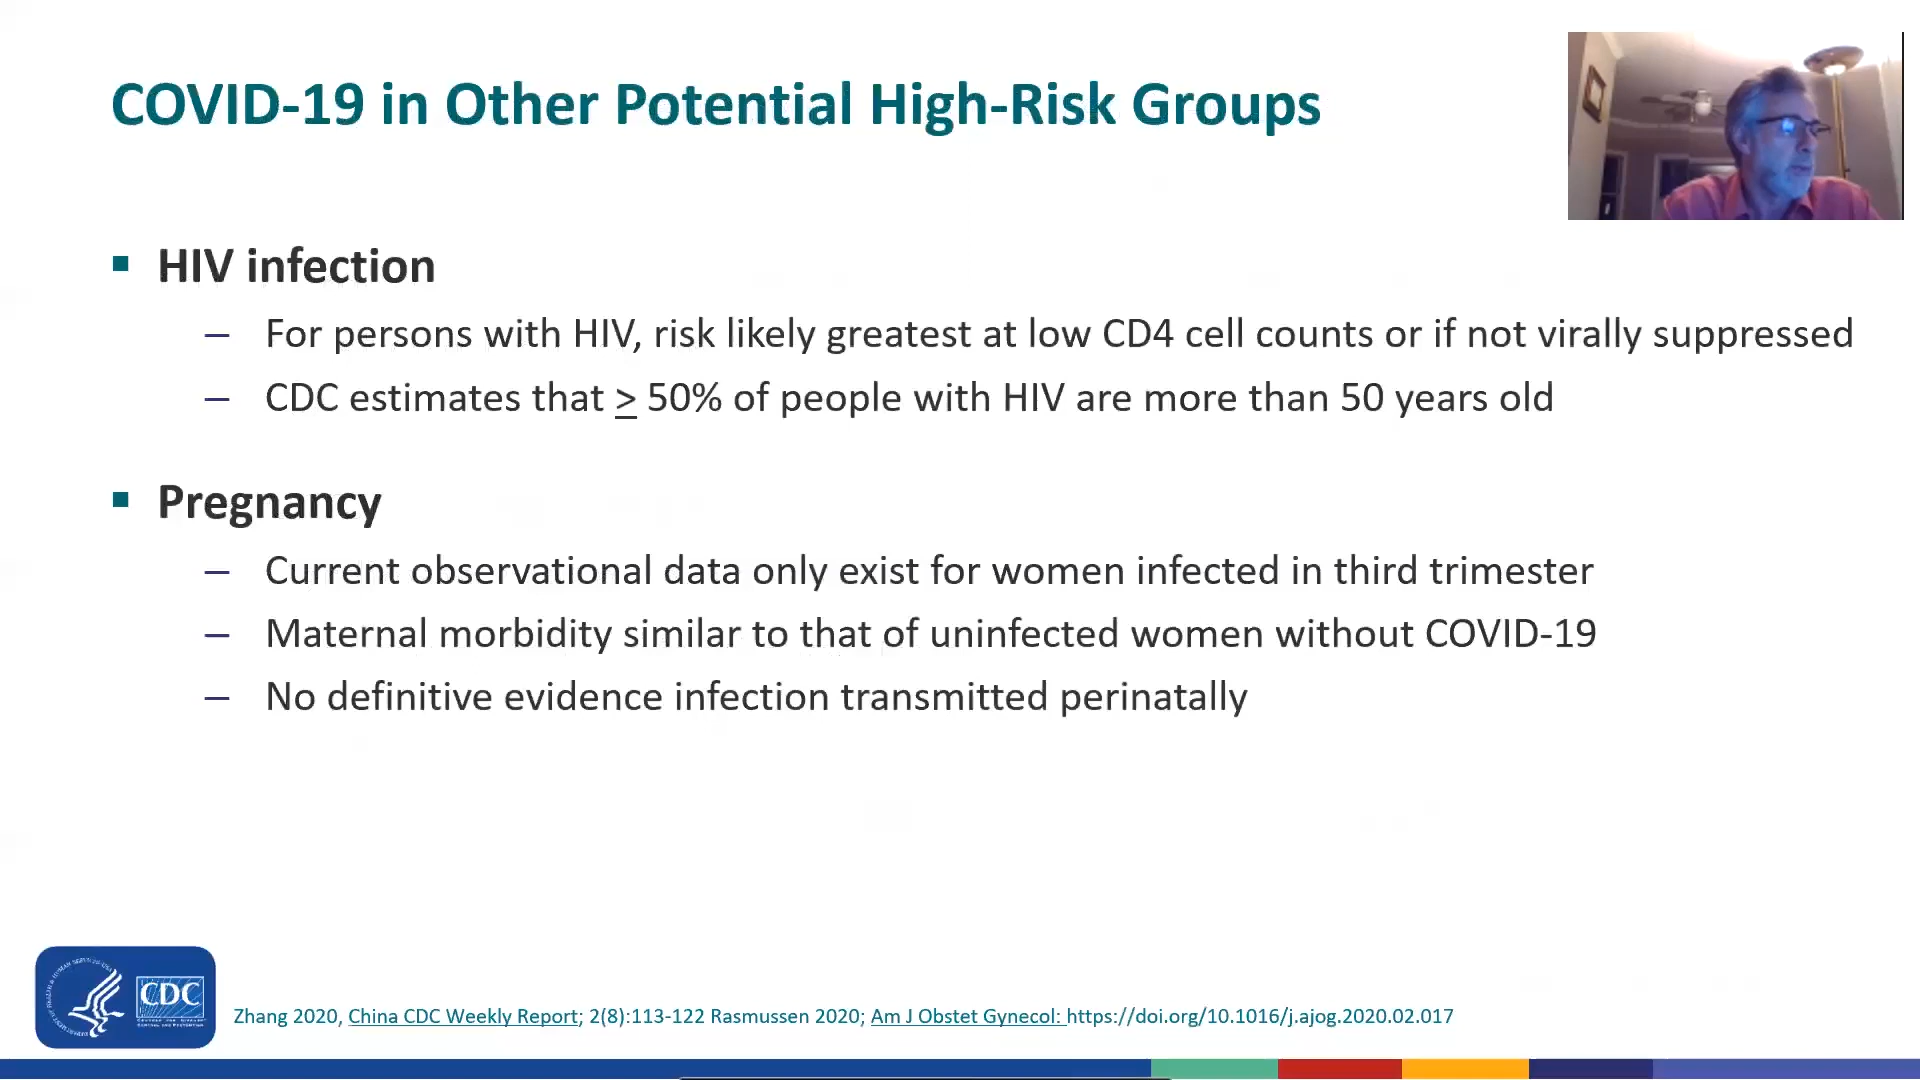 COVID-19 in Other Potential High-Risk Groups
HIV infection
– For persons with HIV, risk likely greatest at low CD4 cell counts or if not virally suppressed
– CDC estimates that ≥ 50% of people with HIV are more than 50 years old
Pregnancy
– Current observational data only exist for women infected in third trimester
– Maternal morbidity similar to that of uninfected women without COVID-19
– No definitive evidence infection transmitted perinatally
CDC
Zhang 2020, China CDC Weekly Report; 2(8):113-122 Rasmussen 2020; Am J Obstet Gynecol: https://doi.org/10.1016/j.ajog.2020.02.017